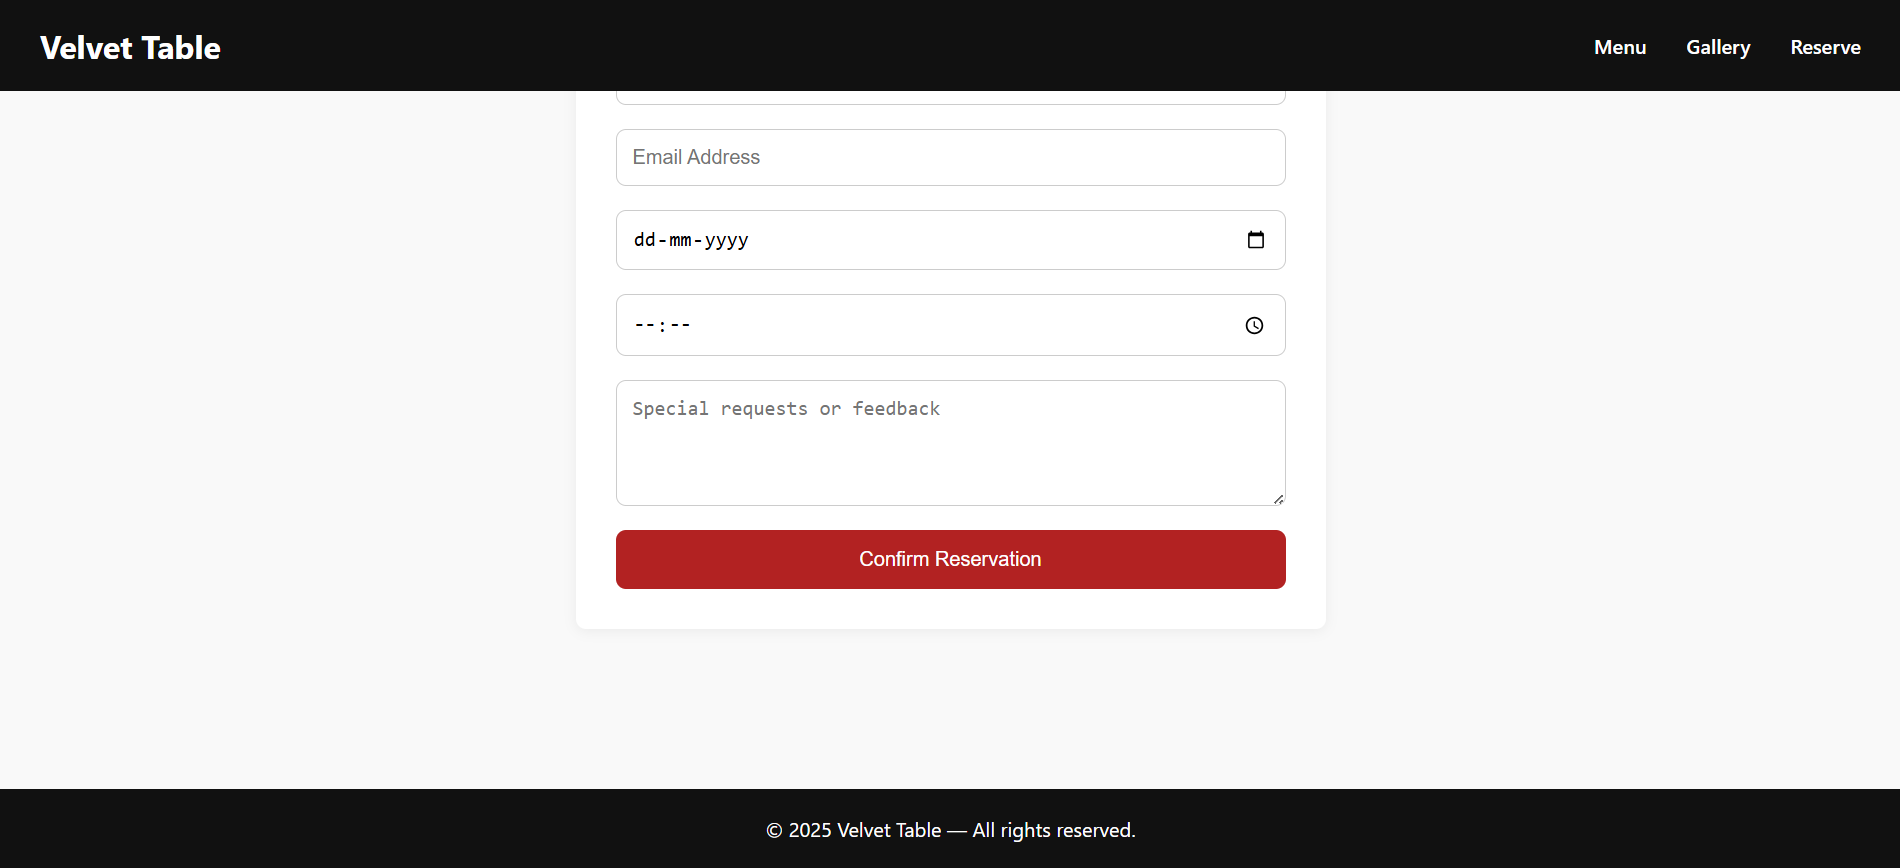 Velvet Table
Menu Gallery Reserve
Email Address
dd-mm-yyyy
--:--
Special requests or feedback
Confirm Reservation
© 2025 Velvet Table — All rights reserved.